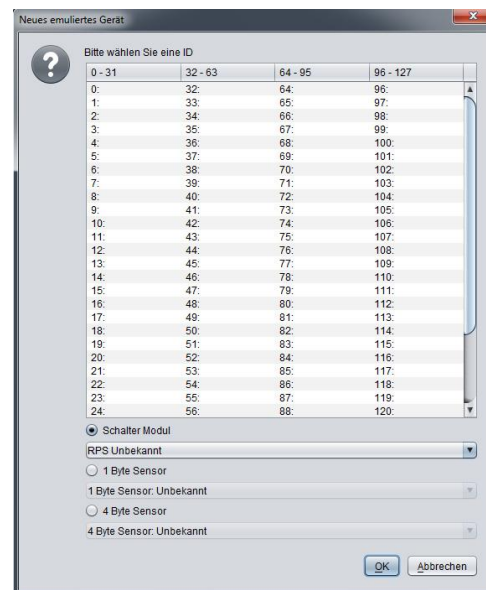 Neues emuliertes Gerät
Bitte wählen Sie eine ID
0 - 31 32 - 63 64 - 95 96 - 127
0: 32: 64: 96:
1: 33: 65: 97:
2: 34: 66: 98:
3: 35: 67: 99:
4: 36: 68: 100:
5: 37: 69: 101:
6: 38: 70: 102:
7: 39: 71: 103:
8: 40: 72: 104:
9: 41: 73: 105:
10: 42: 74: 106:
11: 43: 75: 107:
12: 44: 76: 108:
13: 45: 77: 109:
14: 46: 78: 110:
15: 47: 79: 111:
16: 48: 80: 112:
17: 49: 81: 113:
18: 50: 82: 114:
19: 51: 83: 115:
20: 52: 84: 116:
21: 53: 85: 117:
22: 54: 86: 118:
23: 55: 87: 119:
24: 56: 88: 120:
Schalter Modul
RPS Unbekannt
1 Byte Sensor
1 Byte Sensor: Unbekannt
4 Byte Sensor
4 Byte Sensor: Unbekannt
OK Abbrechen